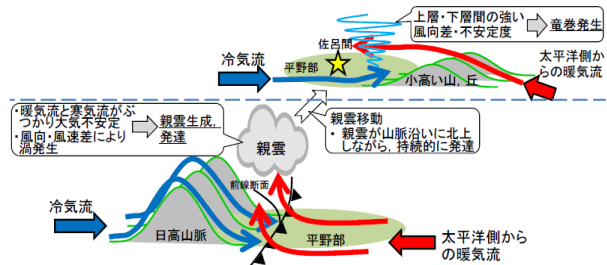 上層・下層間の強い
風向差・不安定度
竜巻発生
佐呂間
冷気流
平野部
小高い山,丘
太平洋側か
らの暖気流
・暖気流と寒気流がぶ
つかり大気不安定
・風向・風速差により
渦発生
親雲生成,
発達
親雲移動
・ 親雲が山脈沿いに北上
しながら,持続的に発達
親雲
前線断面
冷気流
日高山脈
平野部
太平洋側から
の暖気流